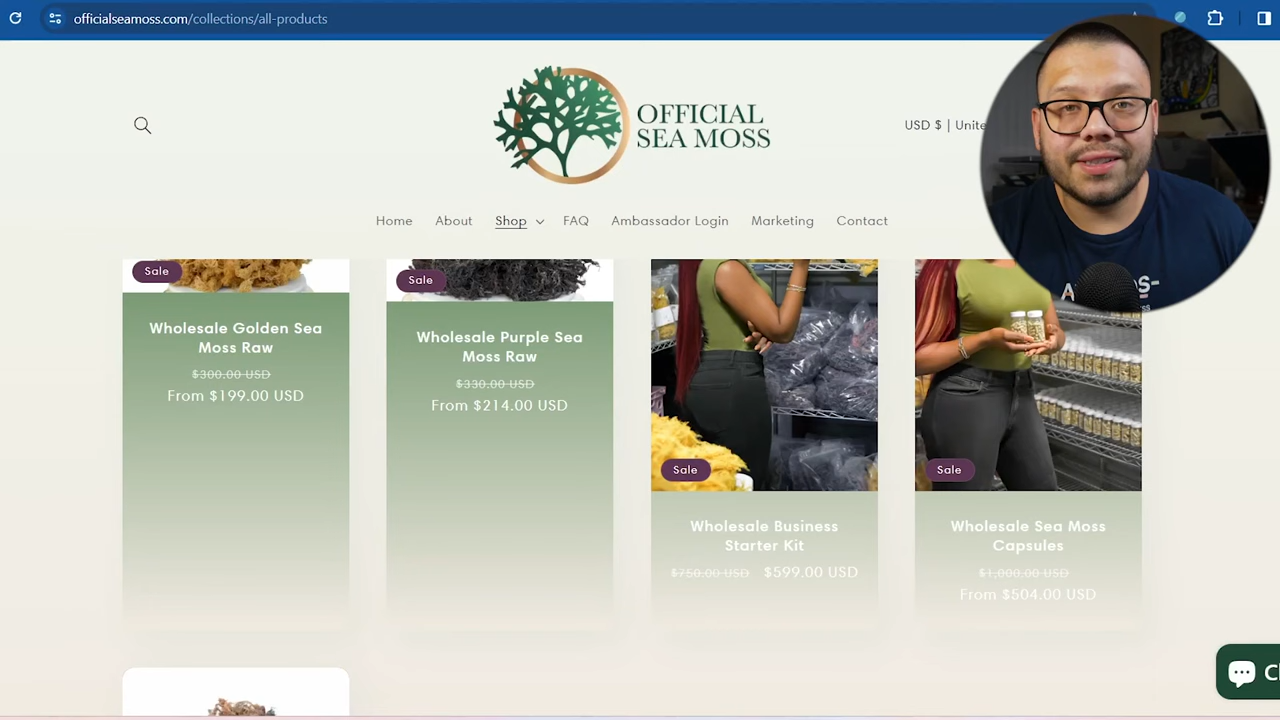 officialseamoss.com/collections/all-products
OFFICIAL
SEA MOSS
USD $ | Unite
Home About Shop FAQ Ambassador Login Marketing Contact
Sale
Wholesale Golden Sea
Moss Raw
$300.00 USD
From $199.00 USD
Sale
Wholesale Purple Sea
Moss Raw
$330.00 USD
From $214.00 USD
Sale
Wholesale Business
Starter Kit
$750.00 USD $599.00 USD
Sale
Wholesale Sea Moss
Capsules
$1,000.00 USD
From $504.00 USD